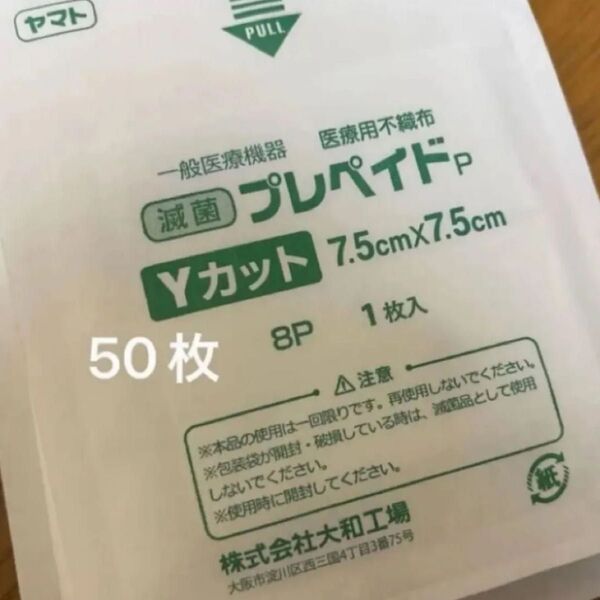 ヤマト
PULL
一般医療機器 医療用不織布
滅菌 プレペイドP
Yカット 7.5cm×7.5cm
8P 1枚入
50枚
⚠注意
※本品の使用は一回限りです。再使用しないでください。
※包装袋が開封・破損している時は、滅菌品として使用
しないでください。
※使用時に開封してください。
紙
株式会社大和工場
大阪市淀川区西三国4丁目3番75号